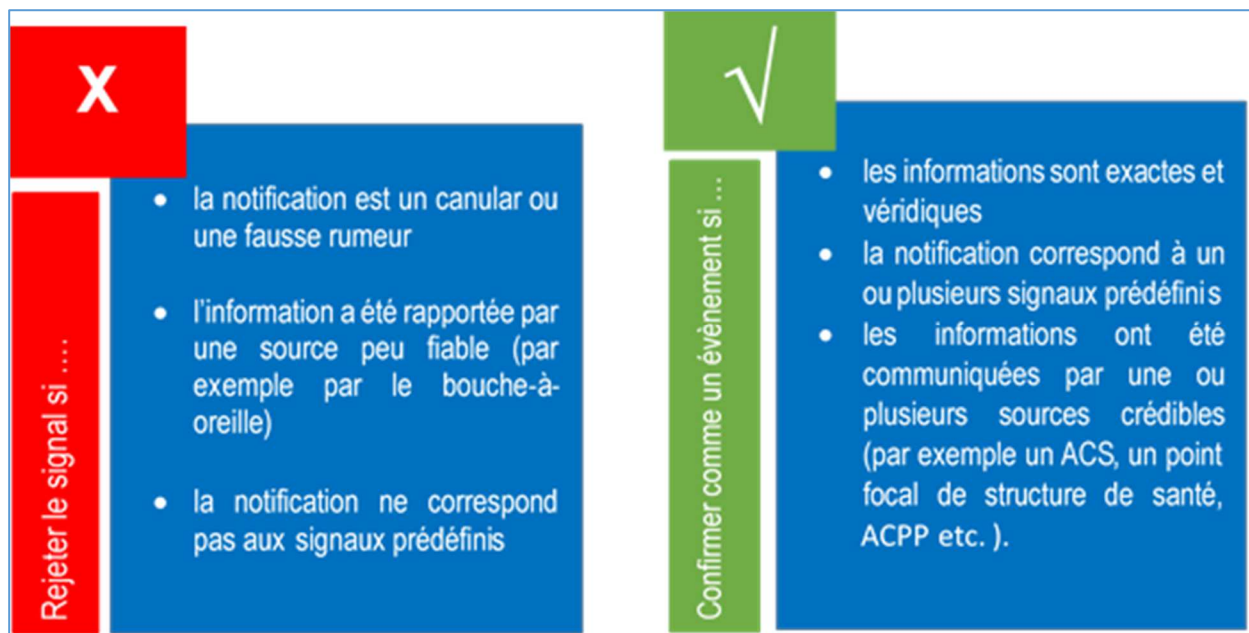 X
Rejeter le signal si ....
• la notification est un canular ou
une fausse rumeur
• l'information a été rapportée par
une source peu fiable (par
exemple par le bouche-à-
oreille)
• la notification ne correspond
pas aux signaux prédéfinis
√
Confirmer comme un évènement si ...
• les informations sont exactes et
véridiques
• la notification correspond à un
ou plusieurs signaux prédéfinis
• les informations ont été
communiquées par une ou
plusieurs sources crédibles
(par exemple un ACS, un point
focal de structure de santé,
ACPP etc. ).